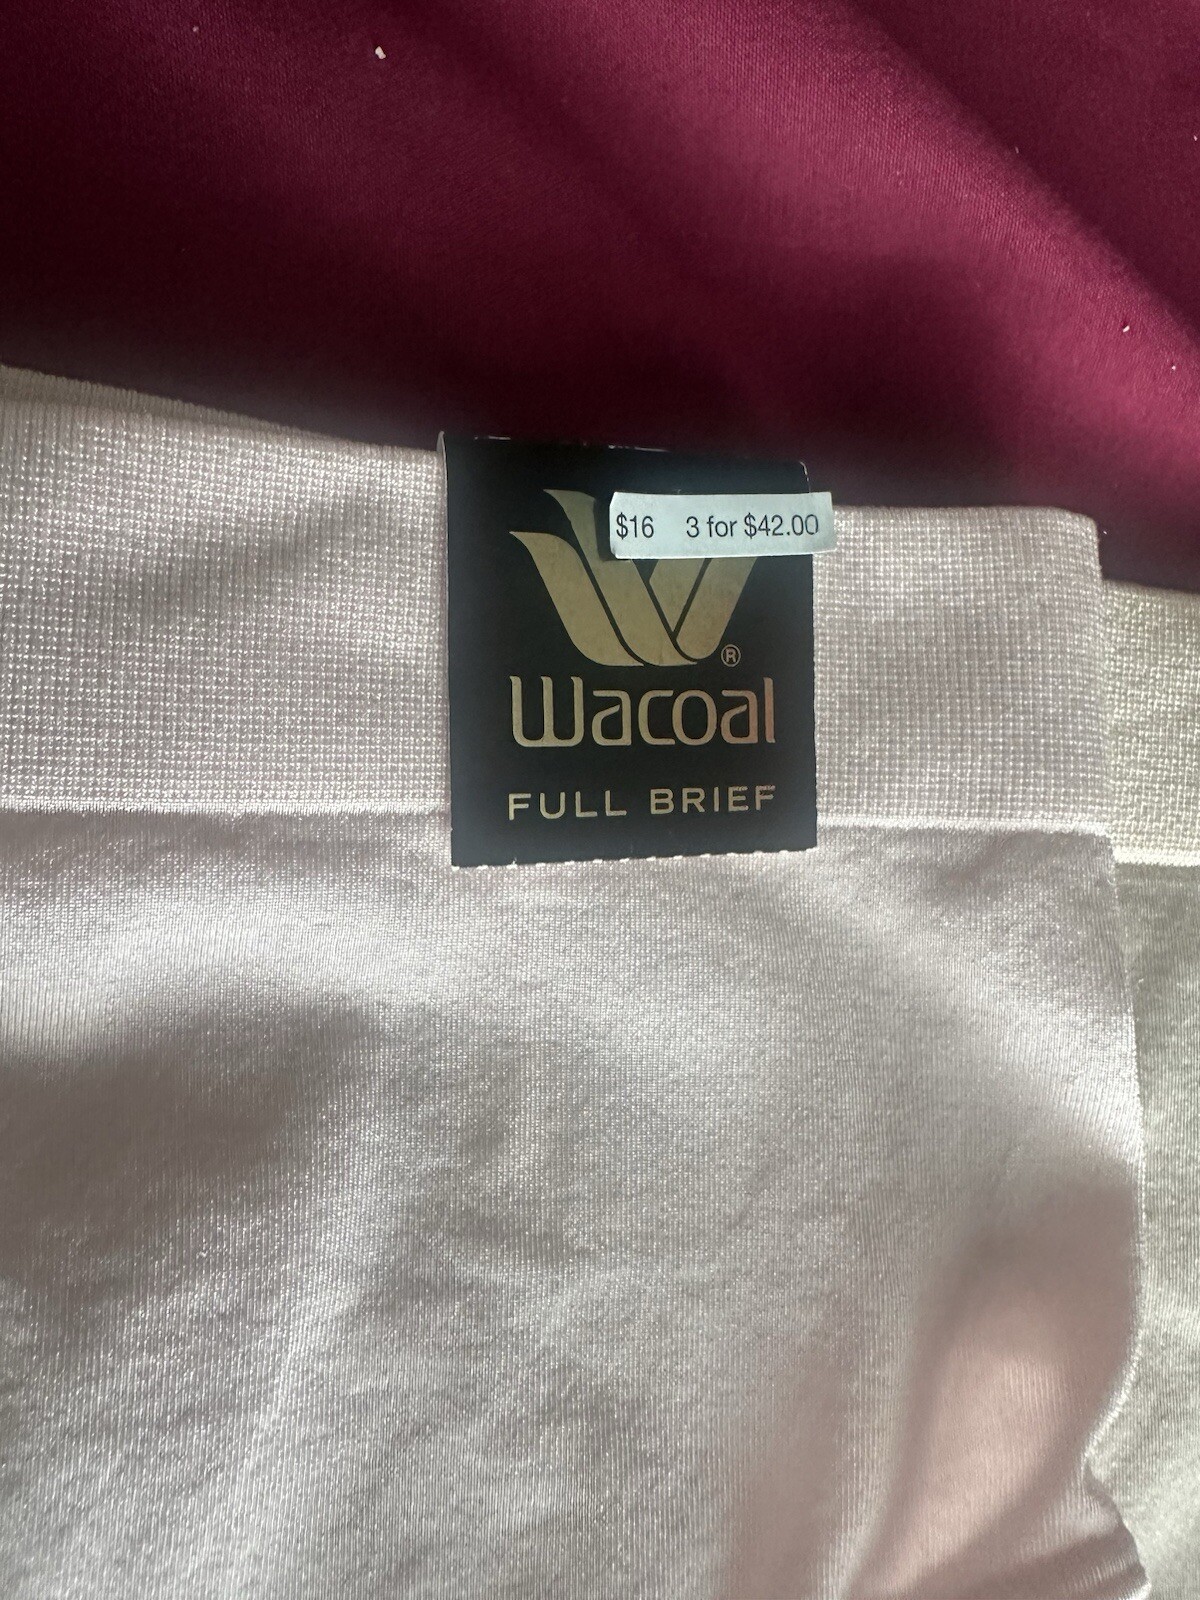 $16 3 for $42.00
®
Wacoal
FULL BRIEF